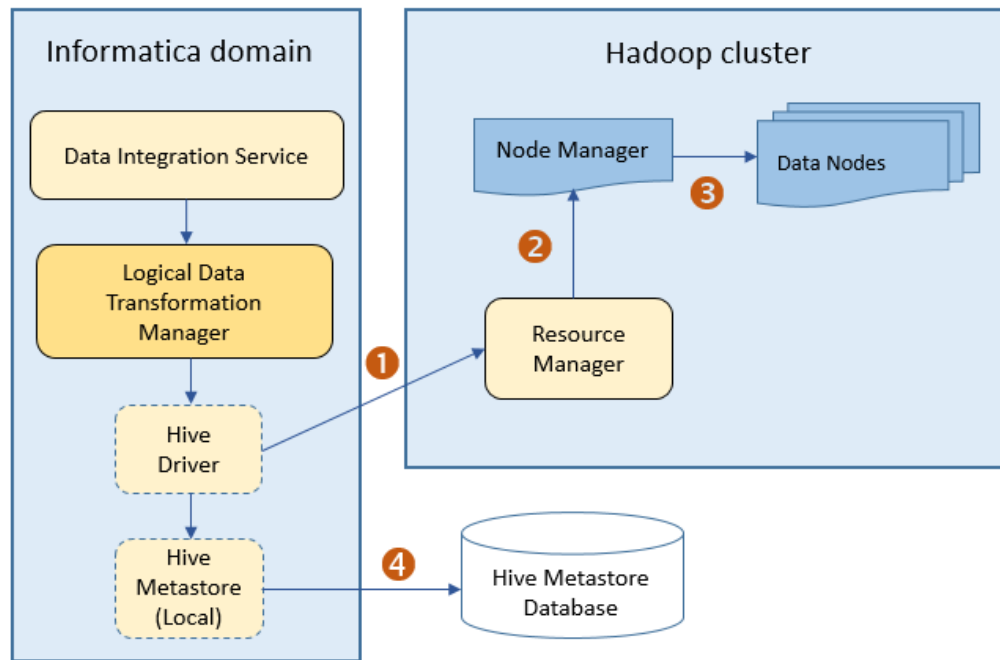 Informatica domain
Data Integration Service
Logical Data
Transformation
Manager
Hive
Driver
Hive
Metastore
(Local)
1
Hadoop cluster
Node Manager
3
Data Nodes
2
Resource
Manager
4
Hive Metastore
Database